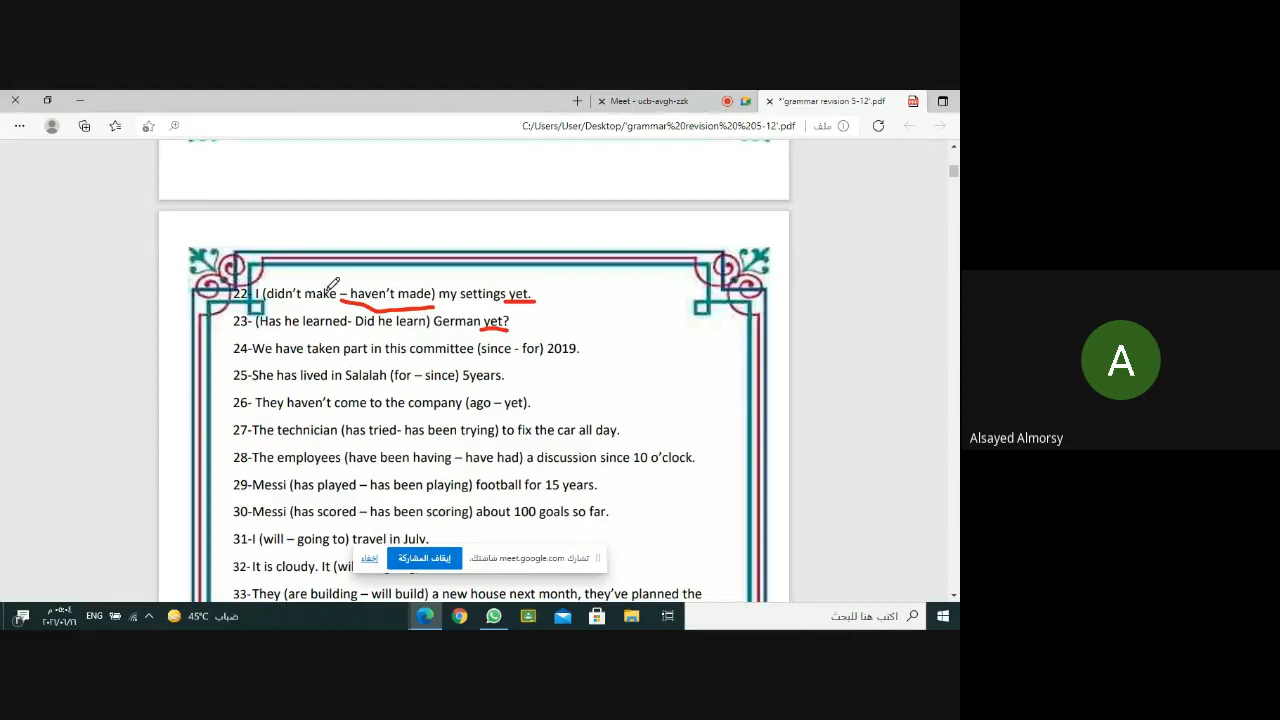 Meet - ucb-avgh-zzk
*'grammar revision 5-12'.pdf
C:/Users/User/Desktop/'grammar%20revision%20%205-12'.pdf
ملف
22- I (didn't make – haven't made) my settings yet.
23- (Has he learned- Did he learn) German yet?
24-We have taken part in this committee (since - for) 2019.
25-She has lived in Salalah (for – since) 5years.
26- They haven't come to the company (ago – yet).
27-The technician (has tried- has been trying) to fix the car all day.
28-The employees (have been having – have had) a discussion since 10 o'clock.
29-Messi (has played – has been playing) football for 15 years.
30-Messi (has scored – has been scoring) about 100 goals so far.
31-I (will – going to) travel in July.
32- It is cloudy. It (wil
33-They (are building – will build) a new house next month, they've planned the
تشارك meet.google.com شاشتك.
إيقاف المشاركة
إخفاء
A
Alsayed Almorsy
ENG
45°C ضباب
اكتب هنا للبحث